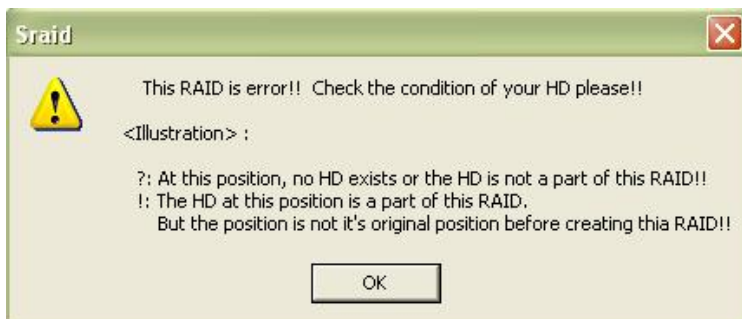 Sraid
This RAID is error!! Check the condition of your HD please!!
<Illustration> :
?: At this position, no HD exists or the HD is not a part of this RAID!!
!: The HD at this position is a part of this RAID.
But the position is not it's original position before creating thia RAID!!
OK